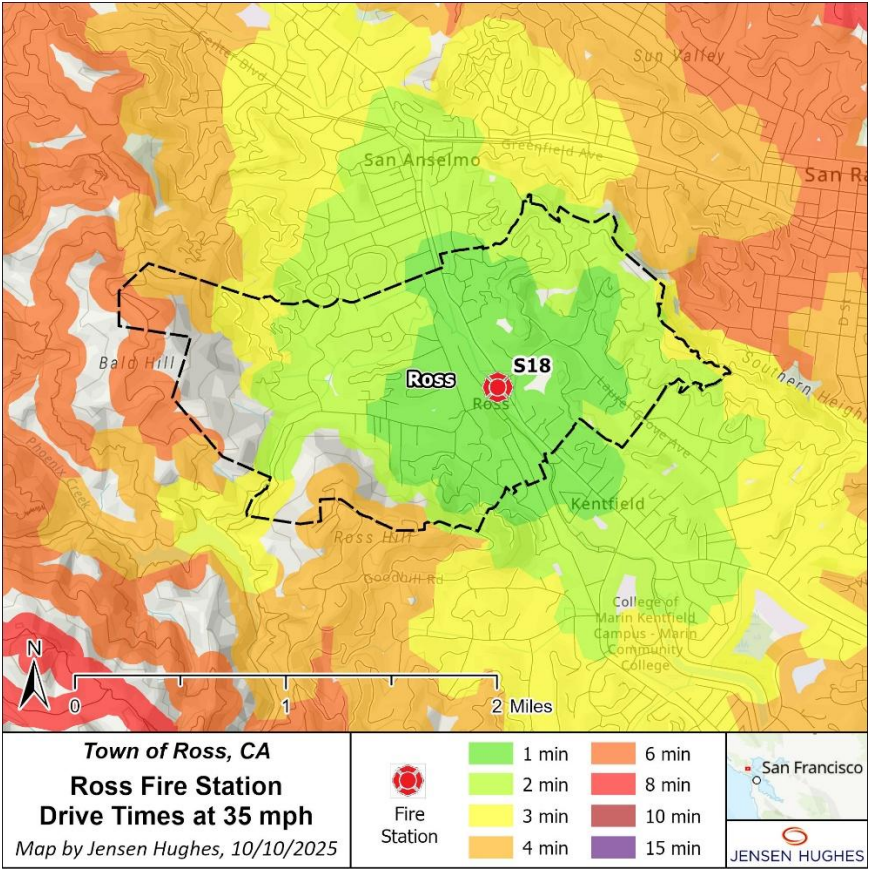 Center Blvd
Sun Valley
San Anselmo
Greenfield Ave
San Ra
D St
Bald Hill
S18
Ross
Ross
Laurel Grove Ave
Southern Heigh
Phoenix Creek
Kentfield
Ross Hill
Goodhill Rd
College of
Marin Kentfield
Campus - Marin
Community
College
N
0
1
2 Miles
Town of Ross, CA
Ross Fire Station
Drive Times at 35 mph
Map by Jensen Hughes, 10/10/2025
Fire
Station
1 min
2 min
3 min
4 min
6 min
8 min
10 min
15 min
San Francisco
JENSEN HUGHES